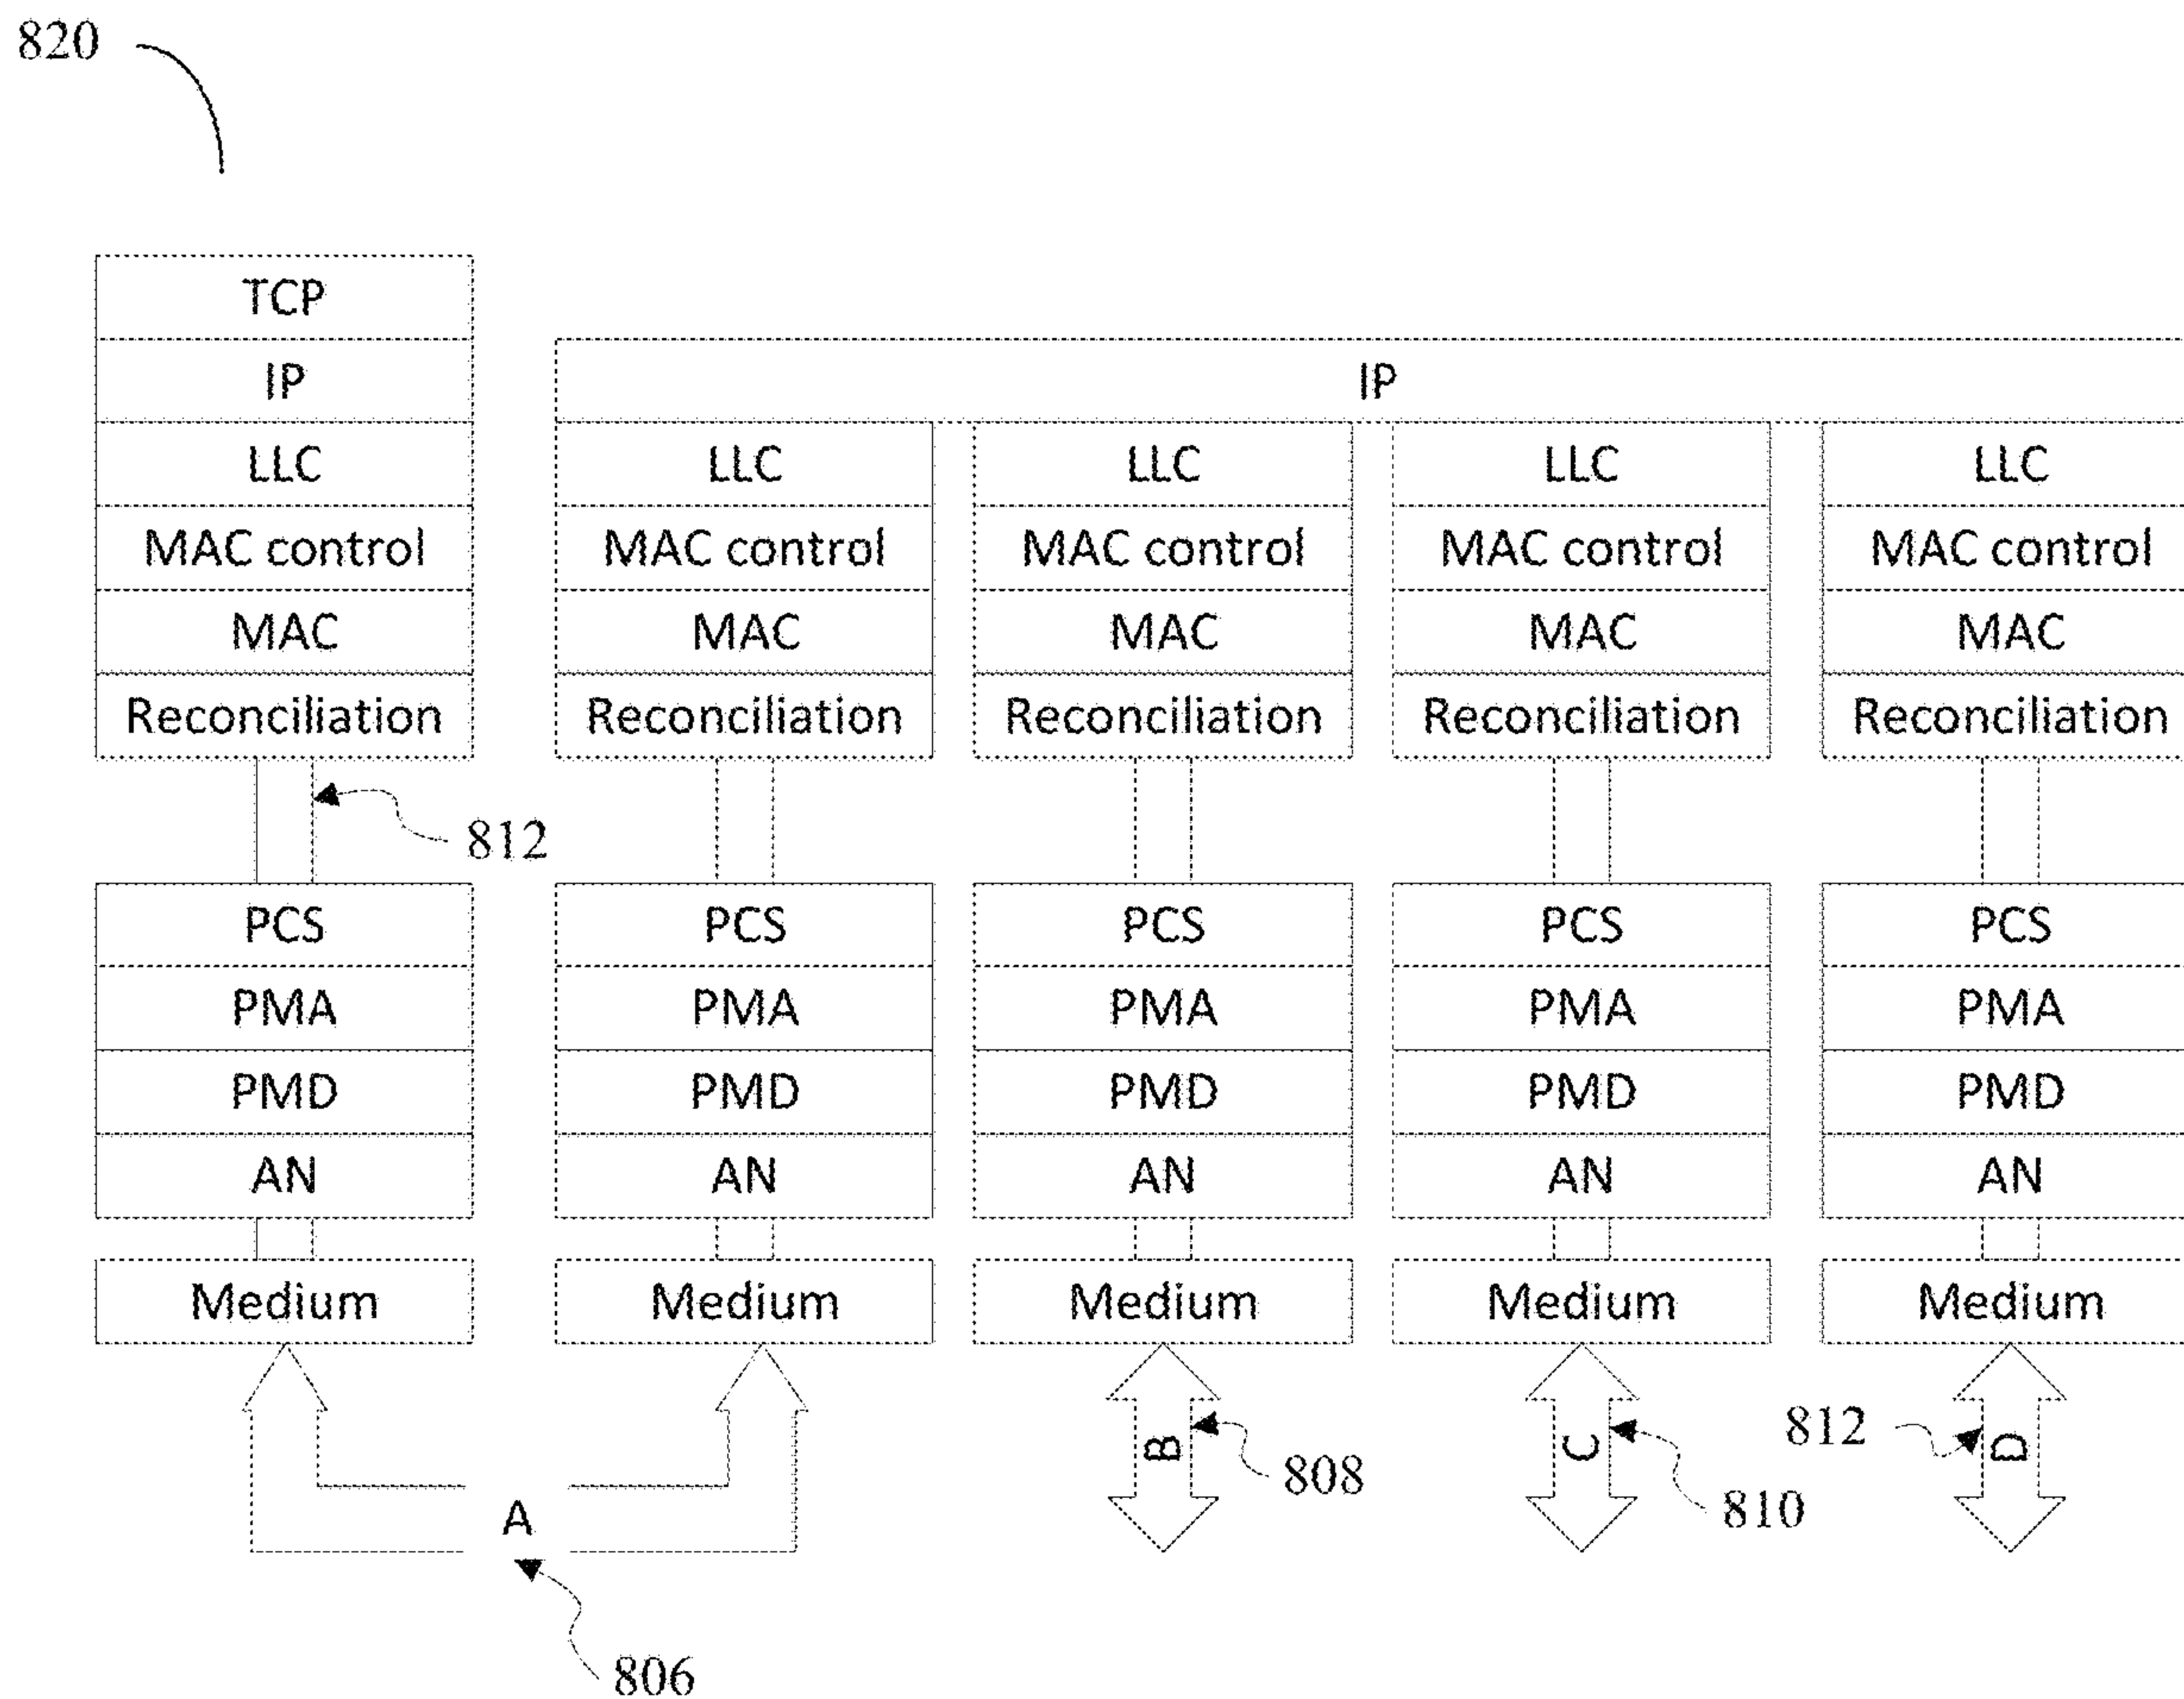 820
TCP
IP IP
LLC LLC LLC LLC LLC
MAC control MAC control MAC control MAC control MAC control
MAC MAC MAC MAC MAC
Reconciliation Reconciliation Reconciliation Reconciliation Reconciliation
812
PCS PCS PCS PCS PCS
PMA PMA PMA PMA PMA
PMD PMD PMD PMD PMD
AN AN AN AN AN
Medium Medium Medium Medium Medium
A B 808 C 810 812 D
806